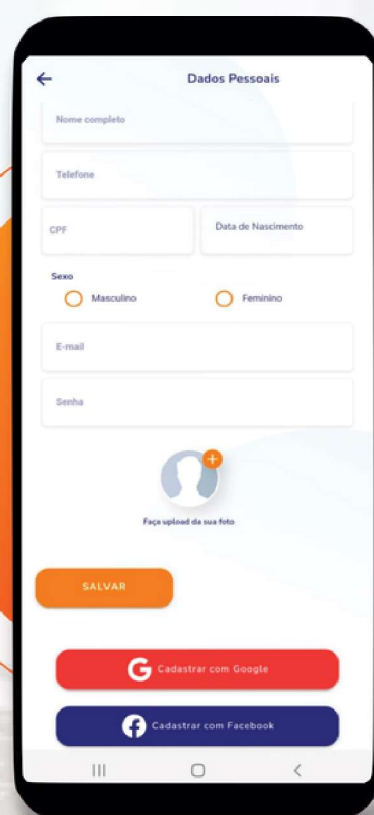 Dados Pessoais
Nome completo
Telefone
CPF
Data de Nascimento
Sexo
Masculino
Feminino
E-mail
Senha
Faça upload da sua foto
SALVAR
Cadastrar com Google
Cadastrar com Facebook